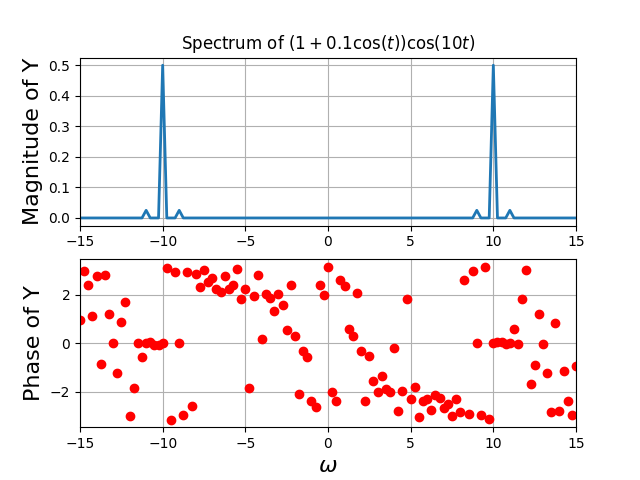 Spectrum of (1 + 0.1cos(t))cos(10t)
Magnitude of Y
0.5
0.4
0.3
0.2
0.1
0.0
−15 −10 −5 0 5 10 15
Phase of Y
2
0
−2
−15 −10 −5 0 5 10 15
ω